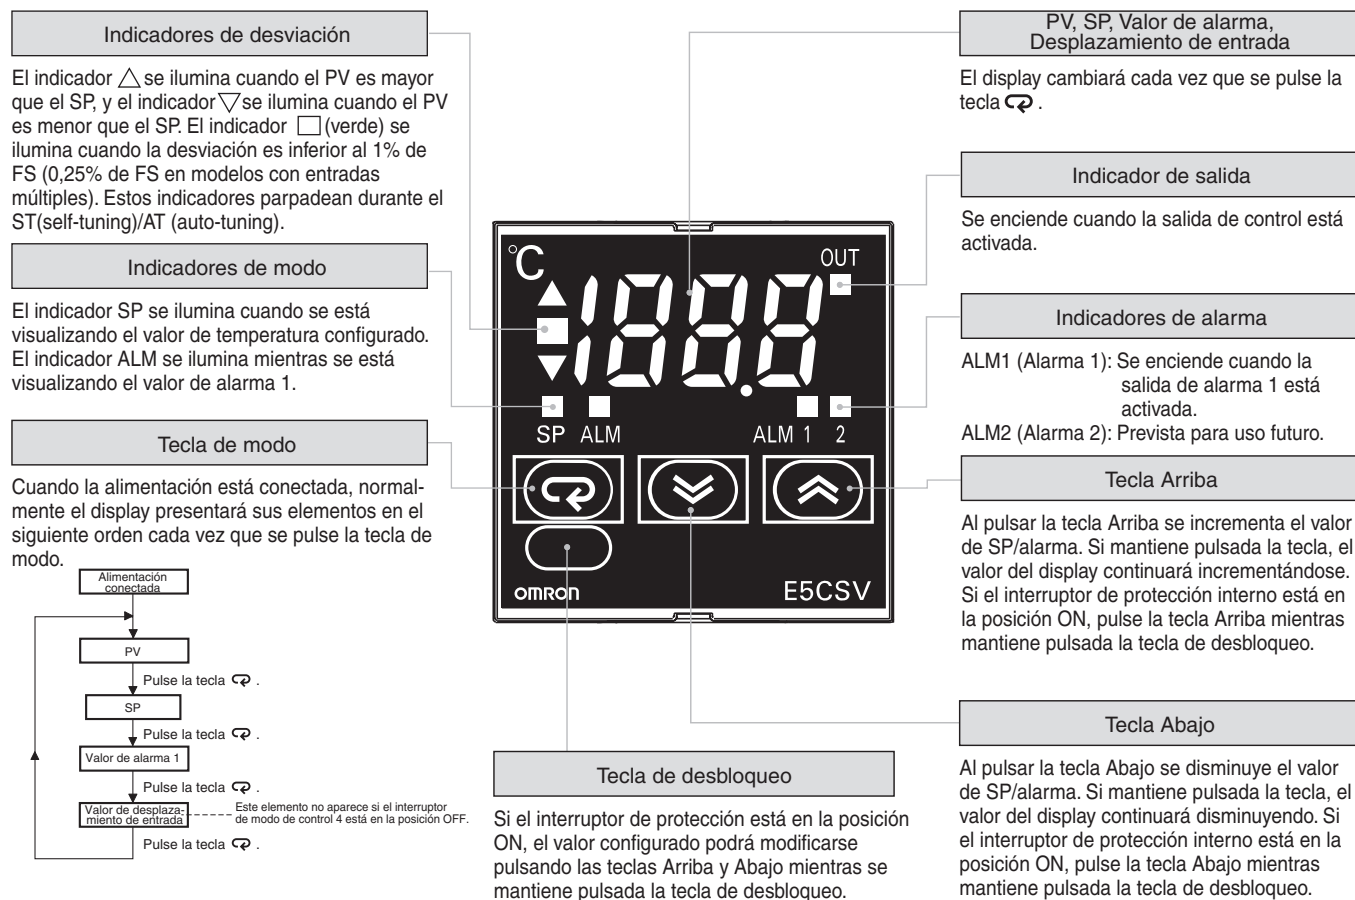 Indicadores de desviación
El indicador △ se ilumina cuando el PV es mayor
que el SP, y el indicador ▽ se ilumina cuando el PV
es menor que el SP. El indicador □ (verde) se
ilumina cuando la desviación es inferior al 1% de
FS (0,25% de FS en modelos con entradas
múltiples). Estos indicadores parpadean durante el
ST(self-tuning)/AT (auto-tuning).
Indicadores de modo
El indicador SP se ilumina cuando se está
visualizando el valor de temperatura configurado.
El indicador ALM se ilumina mientras se está
visualizando el valor de alarma 1.
Tecla de modo
Cuando la alimentación está conectada, normal-
mente el display presentará sus elementos en el
siguiente orden cada vez que se pulse la tecla de
modo.
Alimentación
conectada
PV
Pulse la tecla .
SP
Pulse la tecla .
Valor de alarma 1
Pulse la tecla .
Valor de desplaza-
miento de entrada
Este elemento no aparece si el interruptor
de modo de control 4 está en la posición OFF.
Pulse la tecla .
°C
OUT
188.8
SP ALM
ALM 1 2
OMRON
E5CSV
Tecla de desbloqueo
Si el interruptor de protección está en la posición
ON, el valor configurado podrá modificarse
pulsando las teclas Arriba y Abajo mientras se
mantiene pulsada la tecla de desbloqueo.
PV, SP, Valor de alarma,
Desplazamiento de entrada
El display cambiará cada vez que se pulse la
tecla .
Indicador de salida
Se enciende cuando la salida de control está
activada.
Indicadores de alarma
ALM1 (Alarma 1): Se enciende cuando la
salida de alarma 1 está
activada.
ALM2 (Alarma 2): Prevista para uso futuro.
Tecla Arriba
Al pulsar la tecla Arriba se incrementa el valor
de SP/alarma. Si mantiene pulsada la tecla, el
valor del display continuará incrementándose.
Si el interruptor de protección interno está en
la posición ON, pulse la tecla Arriba mientras
mantiene pulsada la tecla de desbloqueo.
Tecla Abajo
Al pulsar la tecla Abajo se disminuye el valor
de SP/alarma. Si mantiene pulsada la tecla, el
valor del display continuará disminuyendo. Si
el interruptor de protección interno está en la
posición ON, pulse la tecla Abajo mientras
mantiene pulsada la tecla de desbloqueo.